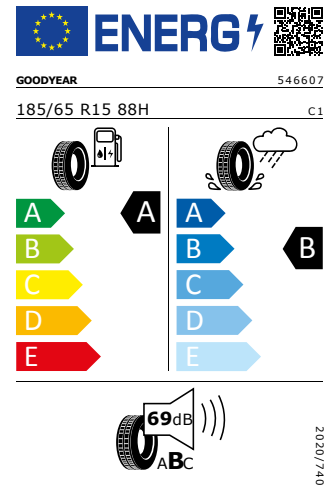 ENERG
GOODYEAR 546607
185/65 R15 88H C1
A A A
B B B
C C
D D
E E
69dB
ABC
2020/740